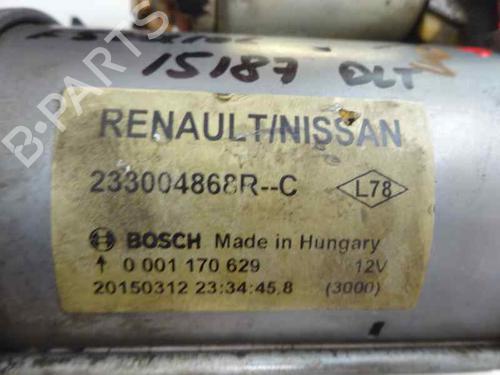 15187 DLT
RENAULT/NISSAN
233004868R--C
L78
BOSCH Made in Hungary
0 001 170 629 12V
20150312 23:34:45.8 (3000)
B-PARTS